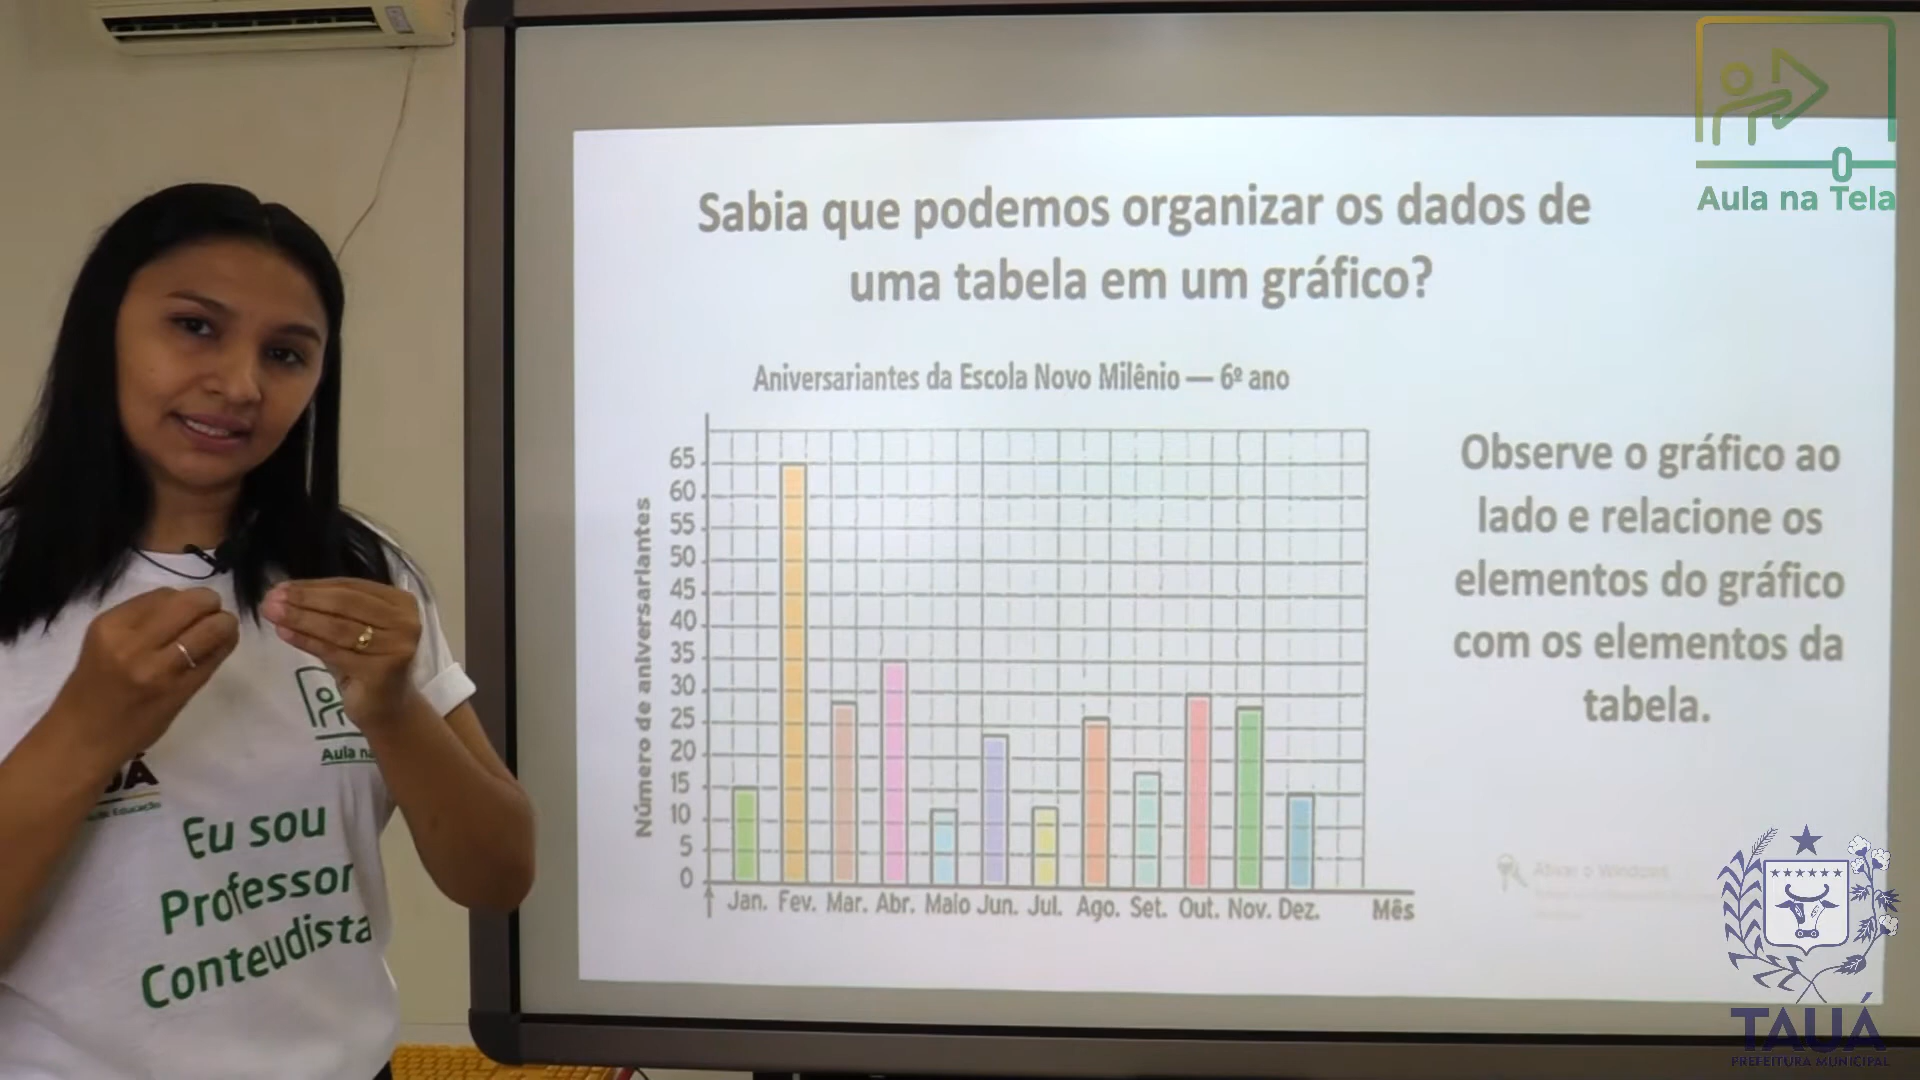 Aula na Tela
Sabia que podemos organizar os dados de
uma tabela em um gráfico?
Aniversariantes da Escola Novo Milênio — 6º ano
Número de aniversariantes
65
60
55
50
45
40
35
30
25
20
15
10
5
0
Jan. Fev. Mar. Abr. Maio Jun. Jul. Ago. Set. Out. Nov. Dez. Mês
Observe o gráfico ao
lado e relacione os
elementos do gráfico
com os elementos da
tabela.
Ativar o Windows
Aula na
Eu sou
Professor
Conteudista
TAUÁ
PREFEITURA MUNICIPAL